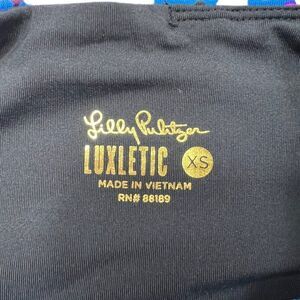 Lilly Pulitzer
LUXLETIC XS
MADE IN VIETNAM
RN# 88189